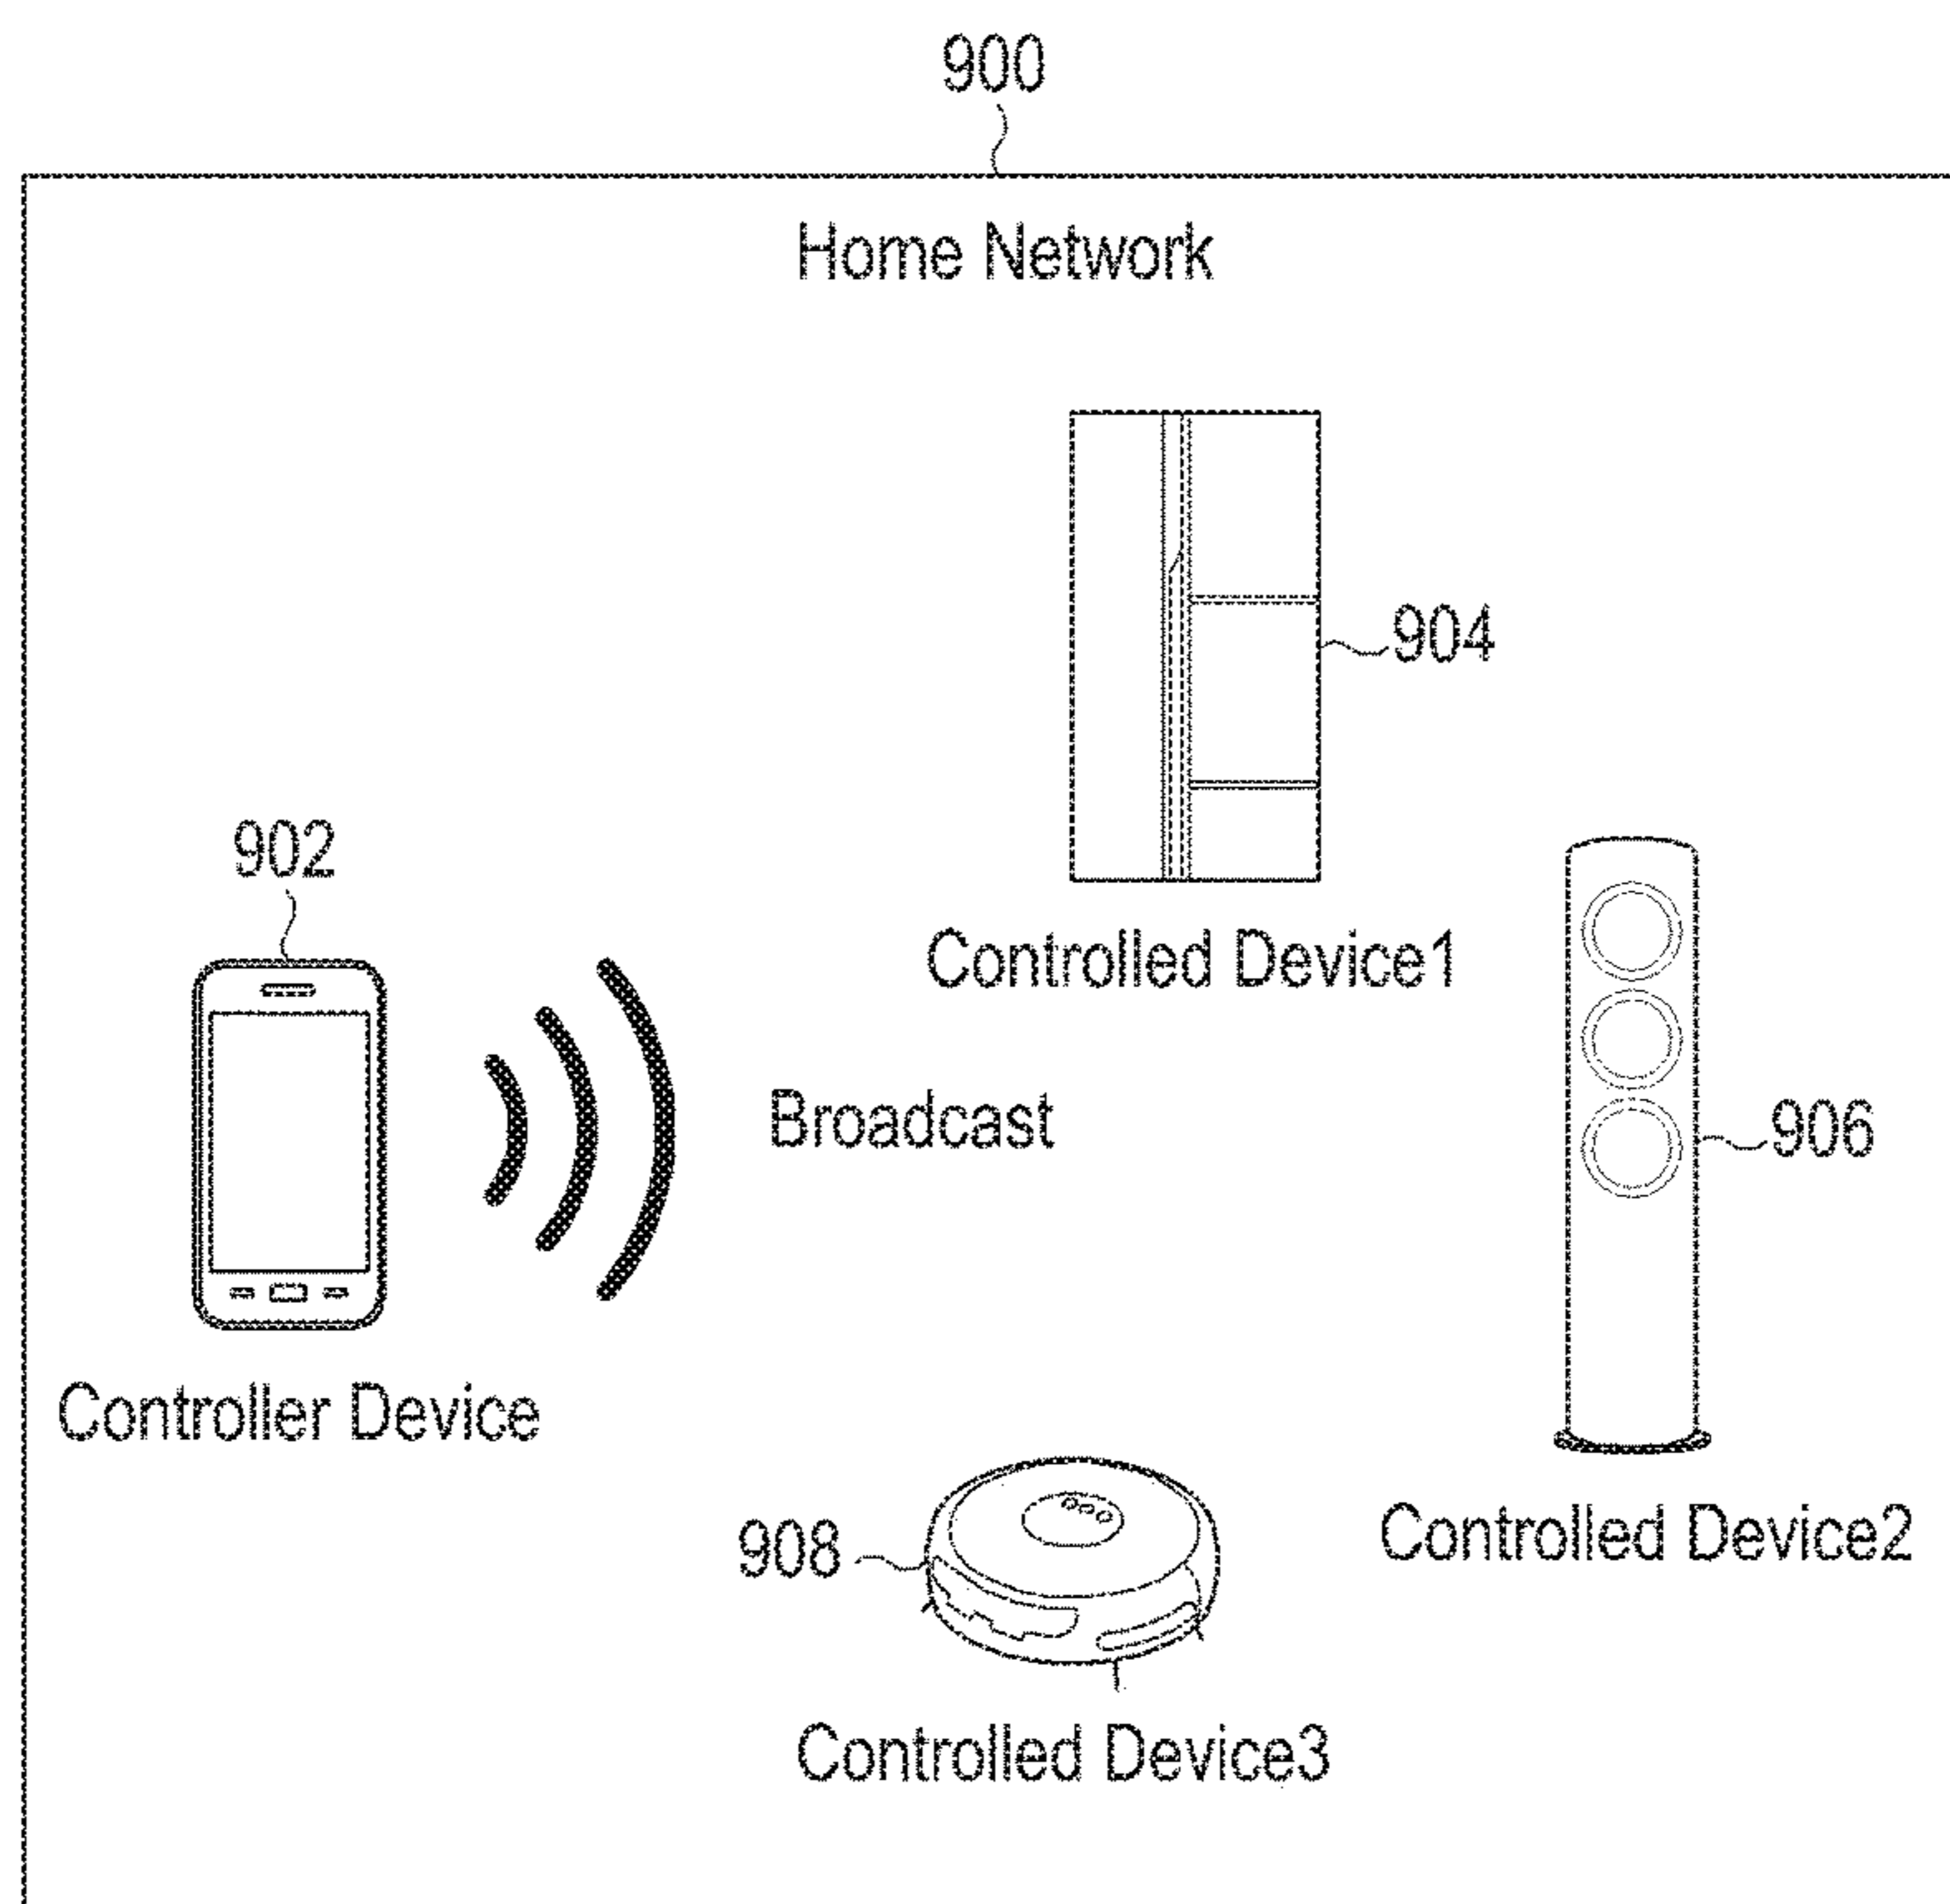 900
Home Network
904
902
Controlled Device1
Broadcast
906
Controller Device
908
Controlled Device2
Controlled Device3